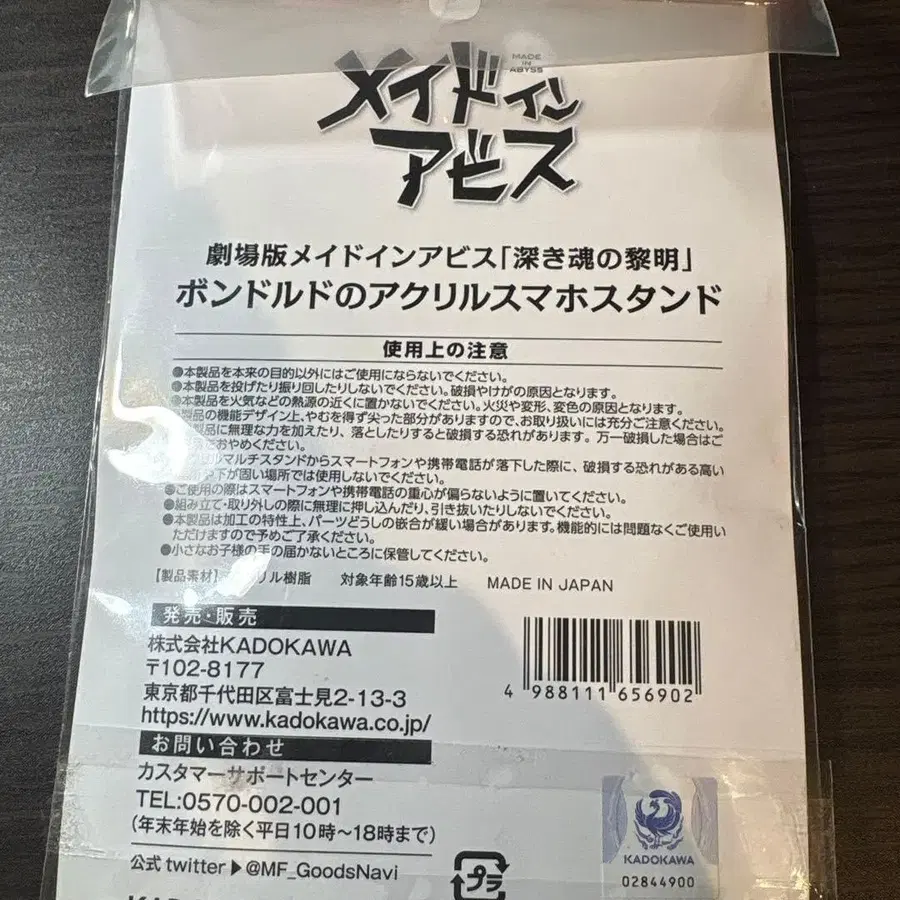 MADE
IN
ABYSS
メイドイン
アビス
劇場版メイドインアビス「深き魂の黎明」
ボンドルドのアクリルスマホスタンド
使用上の注意
●本製品を本来の目的以外にはご使用にならないでください。
●本製品を投げたり振り回したりしないでください。破損やけがの原因となります。
●本製品を火気などの熱源の近くに置かないでください。火災や変形、変色の原因となります。
製品の機能デザイン上、やむを得ず尖った部分がありますので、お取り扱いには充分ご注意ください。
製品に無理な力を加えたり、落としたりすると破損する恐れがあります。万一破損した場合はご
おやめください。
マルチスタンドからスマートフォンや携帯電話が落下した際に、破損する恐れがある高い
下が固い場所では使用しないでください。
●ご使用の際はスマートフォンや携帯電話の重心が偏らないように置いてください。
●組み立て・取り外しの際に無理に押し込んだり、引き抜いたりしないでください。
●本製品は加工の特性上、パーツどうしの嵌合が緩い場合があります。機能的には問題なくご使用い
ただけますので予めご了承ください。
●小さなお子様の手の届かないところに保管してください。
【製品素材】 リル樹脂 対象年齢15歳以上 MADE IN JAPAN
発売・販売
株式会社KADOKAWA
〒102-8177
東京都千代田区富士見2-13-3
https://www.kadokawa.co.jp/
4 988111 656902
お問い合わせ
カスタマーサポートセンター
TEL:0570-002-001
(年末年始を除く平日10時〜18時まで)
公式twitter▶@MF_GoodsNavi
プラ
KADOKAWA
02844900